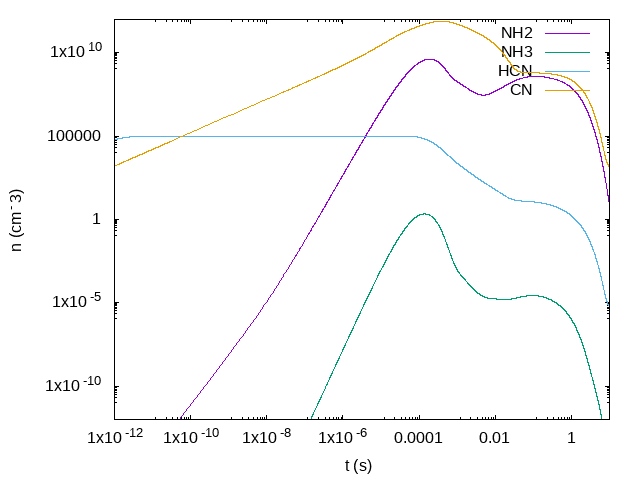 NH2
NH3
HCN
CN
1x10^10
100000
1
1x10^-5
1x10^-10
1x10^-12 1x10^-10 1x10^-8 1x10^-6 0.0001 0.01 1
n (cm^-3)
t (s)